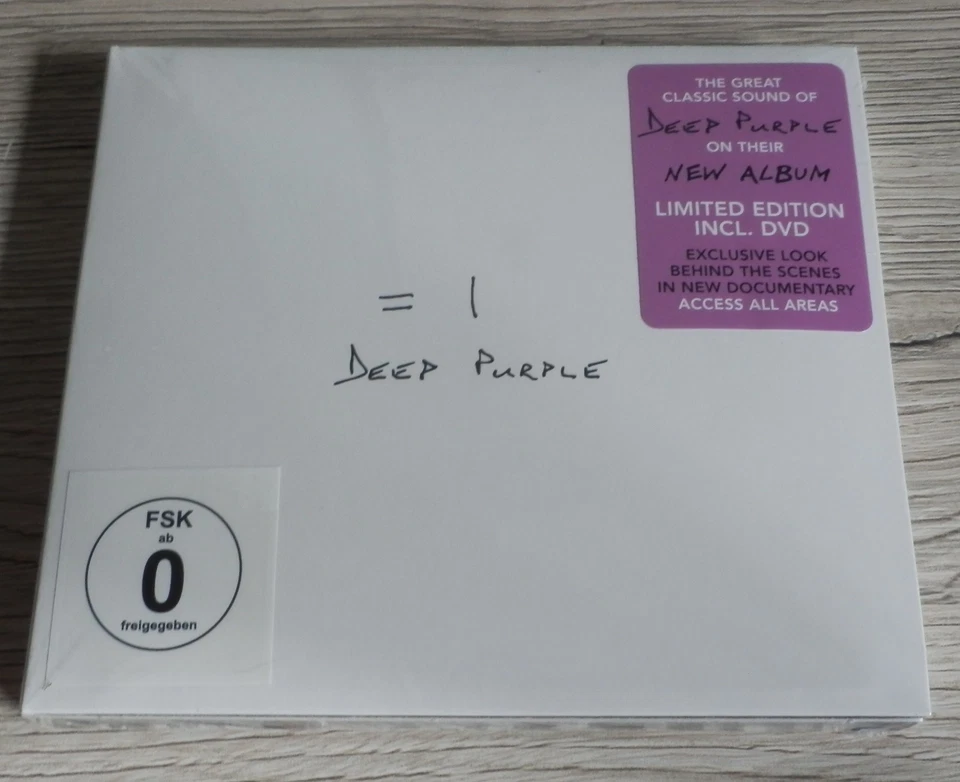 THE GREAT
CLASSIC SOUND OF
DEEP PURPLE
ON THEIR
NEW ALBUM
LIMITED EDITION
INCL. DVD
EXCLUSIVE LOOK
BEHIND THE SCENES
IN NEW DOCUMENTARY
ACCESS ALL AREAS
= 1
DEEP PURPLE
FSK
ab
0
freigegeben